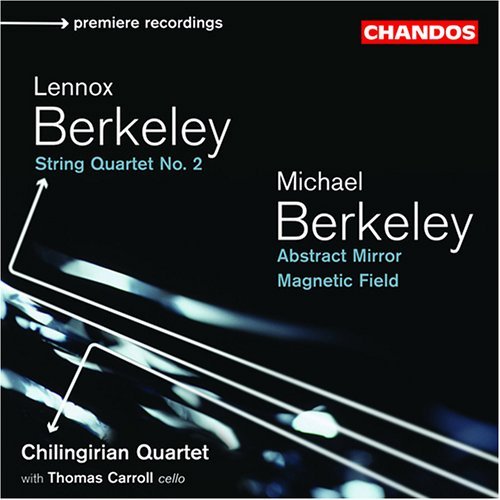 premiere recordings
CHANDOS
Lennox
Berkeley
String Quartet No. 2
Michael
Berkeley
Abstract Mirror
Magnetic Field
Chilingirian Quartet
with Thomas Carroll cello